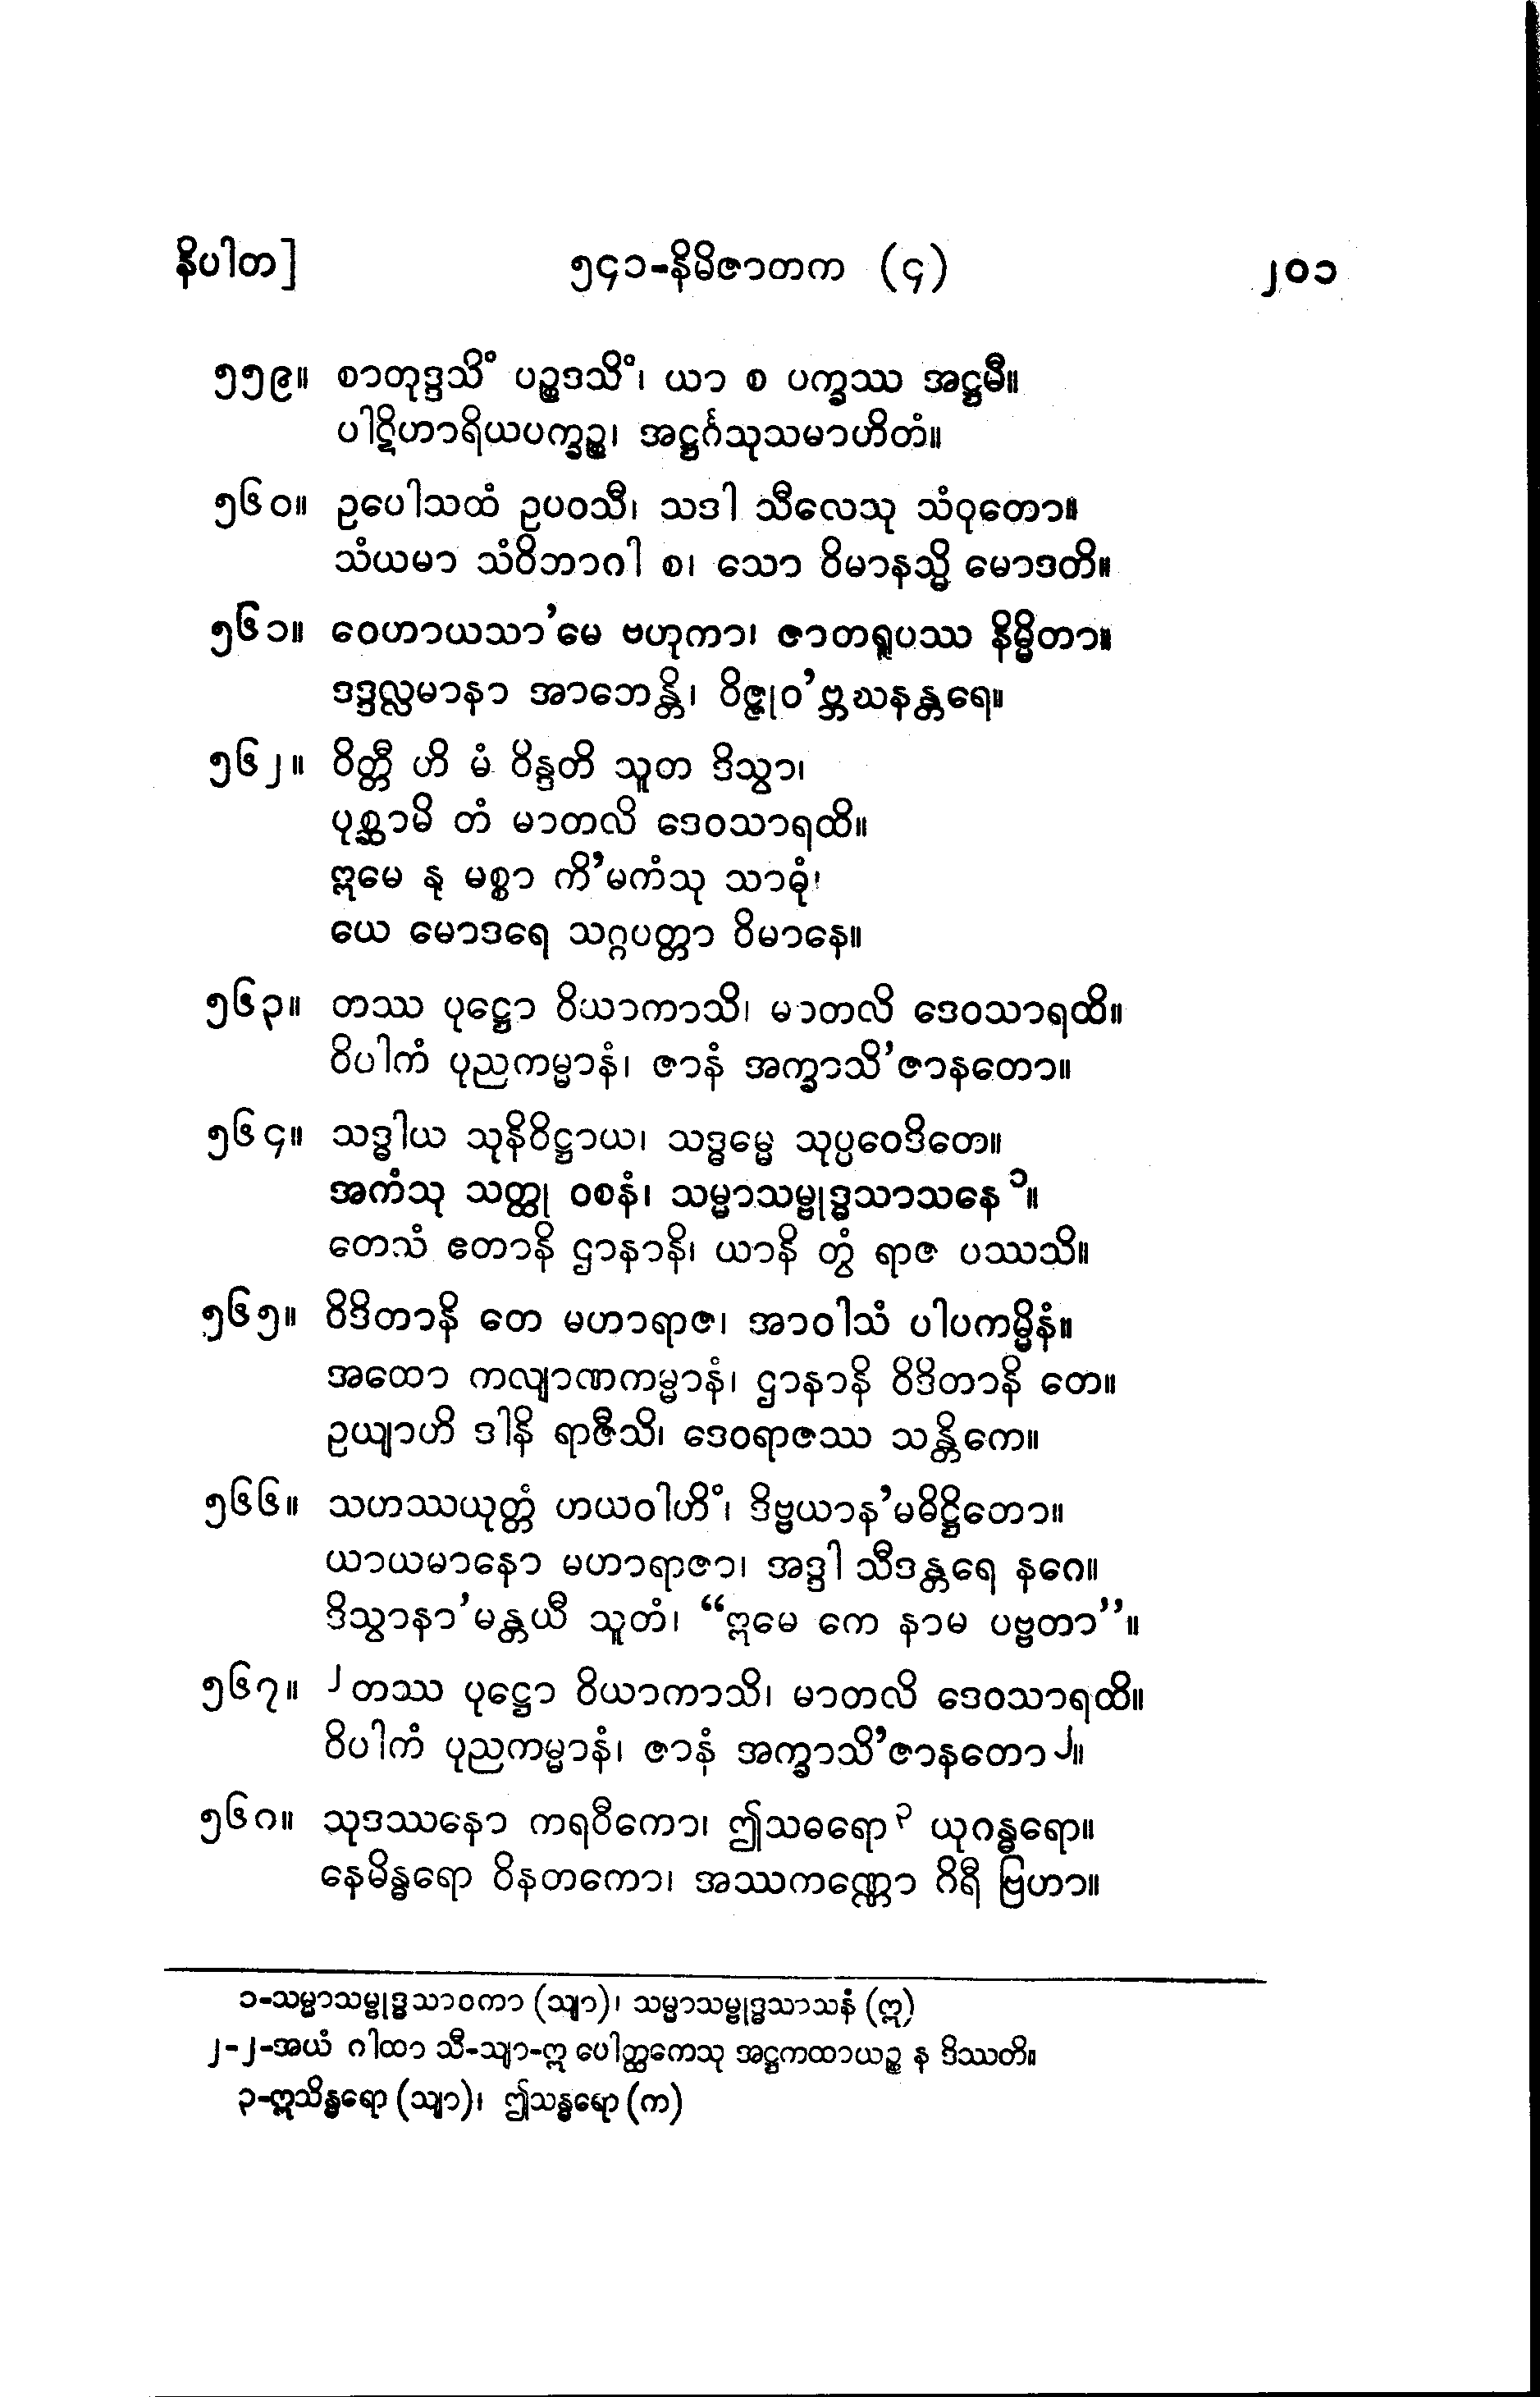 နိပါတ]
၅၄၁-နိမိဇာတက (၄)
၂၀၁
၅၅၉။ စာတုဒ္ဒသိံ ပဉ္စဒသိံ၊ ယာ စ ပက္ခဿ အဋ္ဌမီ။
ပါဋိဟာရိယပက္ခဉ္စ၊ အဋ္ဌင်္ဂသုသမာဟိတံ။
၅၆၀။ ဥပေါသထံ ဥပဝသီ၊ သဒါ သီလေသု သံဝုတော။
သံယမာ သံဝိဘာဂါ စ၊ သော ဝိမာနသ္မိ မောဒတိ။
၅၆၁။ ဝေဟာယသာ’မေ ဗဟုကာ၊ ဇာတရူပဿ နိမ္မိတာ။
ဒဒ္ဒလ္လမာနာ အာဘေန္တိ၊ ဝိဇ္ဇုဝ’ဗ္ဘဃနန္တရေ။
၅၆၂။ ဝိတ္တီ ဟိ မံ ဝိန္ဒတိ သူတ ဒိသွာ၊
ပုစ္ဆာမိ တံ မာတလိ ဒေဝသာရထိ။
ဣမေ နု မစ္စာ ကိ’မကံသု သာဓုံ၊
ယေ မောဒရေ သဂ္ဂပတ္တာ ဝိမာနေ။
၅၆၃။ တဿ ပုဋ္ဌော ဝိယာကာသိ၊ မာတလိ ဒေဝသာရထိ။
ဝိပါကံ ပုညကမ္မာနံ၊ ဇာနံ အက္ခာသိ’ဇာနတော။
၅၆၄။ သဒ္ဓါယ သုနိဝိဋ္ဌာယ၊ သဒ္ဓမ္မေ သုပ္ပဝေဒိတေ။
အကံသု သတ္ထု ဝစနံ၊ သမ္မာသမ္ဗုဒ္ဓသာသနေ ၁။
တေသံ ဧတာနိ ဌာနာနိ၊ ယာနိ တွံ ရာဇ ပဿသိ။
၅၆၅။ ဝိဒိတာနိ တေ မဟာရာဇ၊ အာဝါသံ ပါပကမ္မိနံ။
အထော ကလျာဏကမ္မာနံ၊ ဌာနာနိ ဝိဒိတာနိ တေ။
ဥယျာဟိ ဒါနိ ရာဇီသိ၊ ဒေဝရာဇဿ သန္တိကေ။
၅၆၆။ သဟဿယုတ္တံ ဟယဝါဟိံ၊ ဒိဗ္ဗယာန’မဓိဋ္ဌိတော။
ယာယမာနော မဟာရာဇာ၊ အဒ္ဒါ သီဒန္တရေ နဂေ။
ဒိသွာနာ’မန္တယီ သူတံ၊ “ဣမေ ကေ နာမ ပဗ္ဗတာ”။
၅၆၇။ ၂ တဿ ပုဋ္ဌော ဝိယာကာသိ၊ မာတလိ ဒေဝသာရထိ။
ဝိပါကံ ပုညကမ္မာနံ၊ ဇာနံ အက္ခာသိ’ဇာနတော ၂။
၅၆၈။ သုဒဿနော ကရဝီကော၊ ဤသဓရော ၃ ယုဂန္ဓရော။
နေမိန္ဓရော ဝိနတကော၊ အဿကဏ္ဏော ဂိရီ ဗြဟာ။
၁-သမ္မာသမ္ဗုဒ္ဓသာဝကာ (သျာ)၊ သမ္မာသမ္ဗုဒ္ဓသာသနံ (ဣ)
၂-၂-အယံ ဂါထာ သီ-သျာ-ဣ ပေါတ္ထကေသု အဋ္ဌကထာယဉ္စ န ဒိဿတိ။
၃-ဣသိန္ဓရော (သျာ)၊ ဤသန္ဓရော (က)